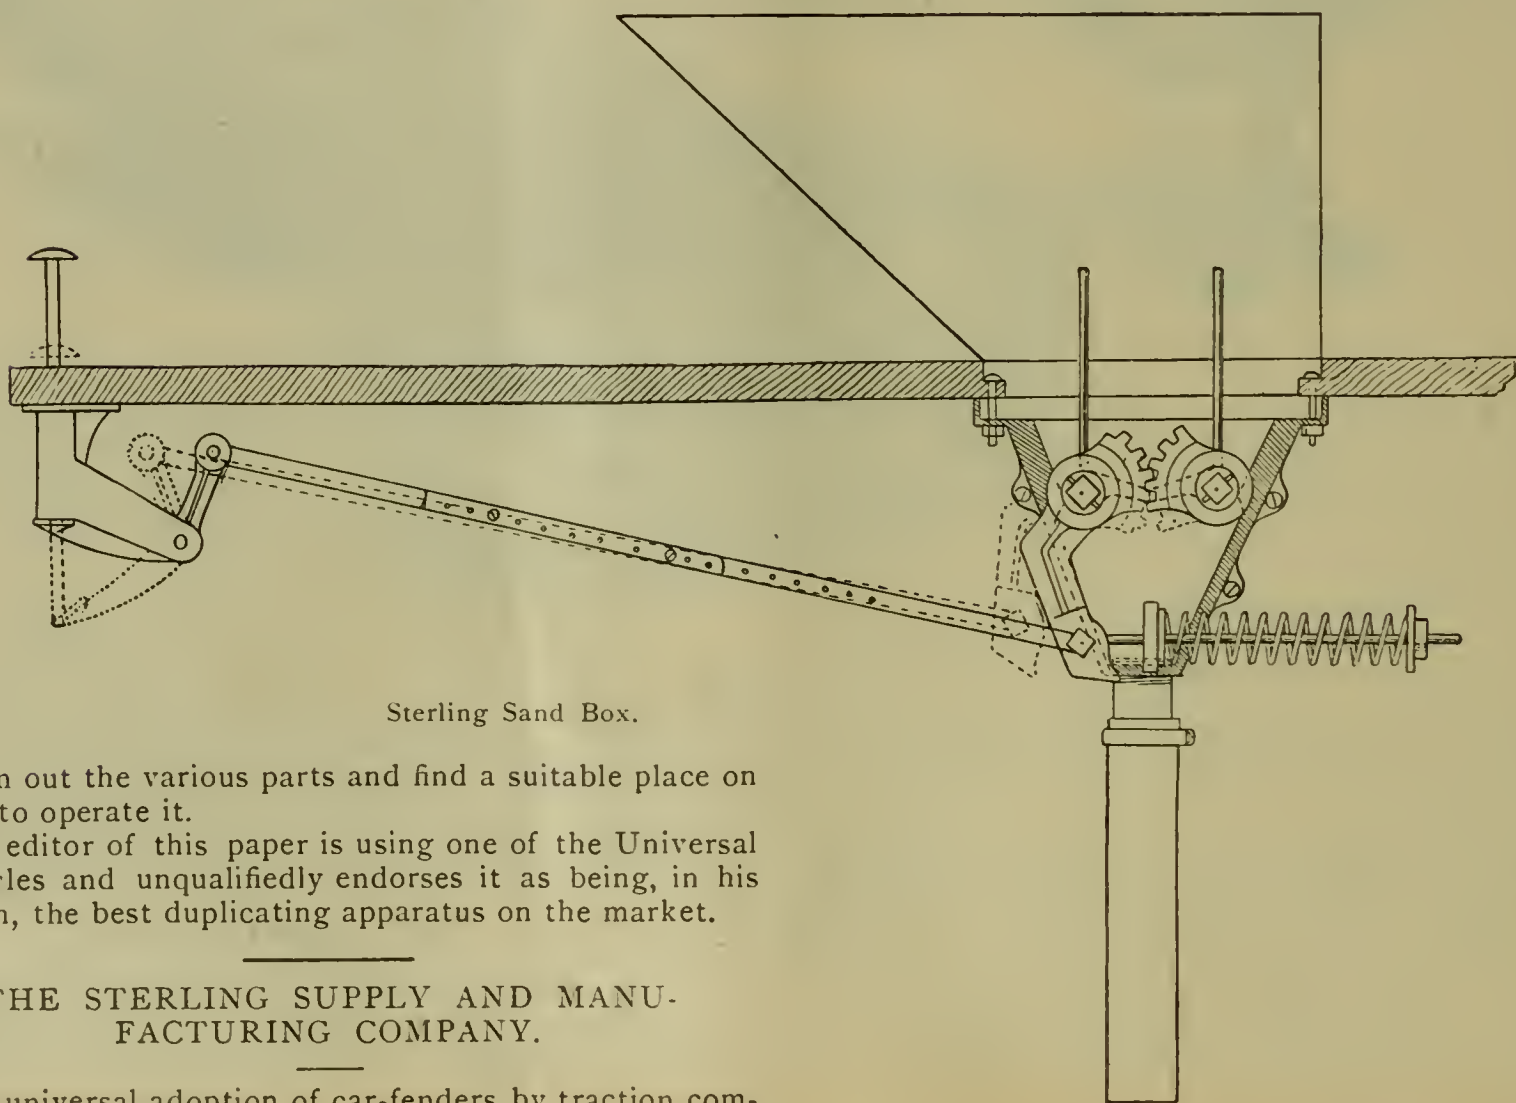 Sterling Sand Box.
out the various parts and find a suitable place on
to operate it.
editor of this paper is using one of the Universal
and unqualifiedly endorses it as being, in his
the best duplicating apparatus on the market.
THE STERLING SUPPLY AND MANU-
FACTURING COMPANY.
universal adoption of car-fenders by traction com-